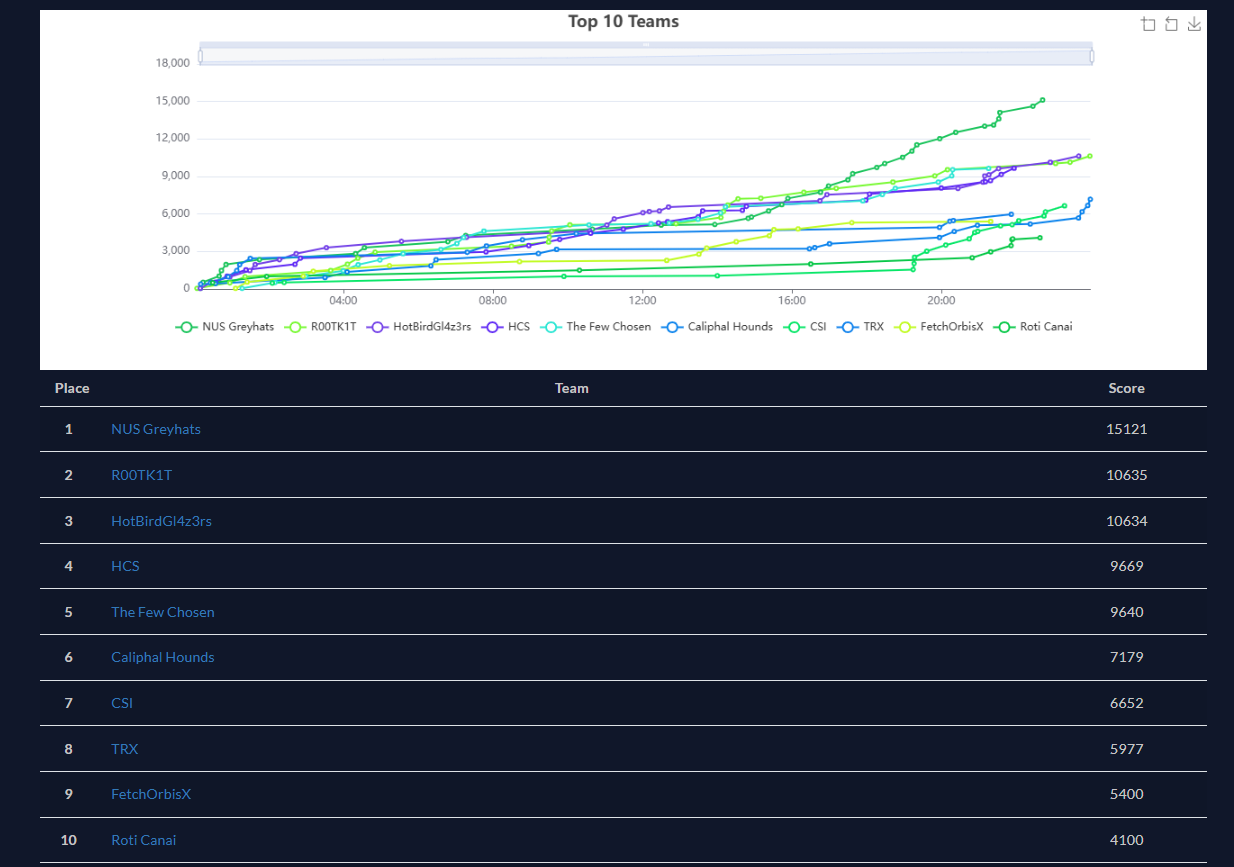 Top 10 Teams
18,000
15,000
12,000
9,000
6,000
3,000
0
04:00 08:00 12:00 16:00 20:00
NUS Greyhats R00TK1T HotBirdGl4z3rs HCS The Few Chosen Caliphal Hounds CSI TRX FetchOrbisX Roti Canai
Place Team Score
1 NUS Greyhats 15121
2 R00TK1T 10635
3 HotBirdGl4z3rs 10634
4 HCS 9669
5 The Few Chosen 9640
6 Caliphal Hounds 7179
7 CSI 6652
8 TRX 5977
9 FetchOrbisX 5400
10 Roti Canai 4100